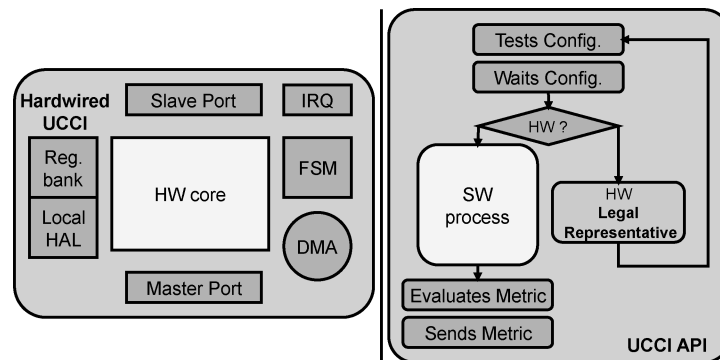 Hardwired
UCCI
Slave Port
IRQ
Reg.
bank
Local
HAL
HW core
FSM
DMA
Master Port
Tests Config.
Waits Config.
HW ?
SW
process
HW
Legal
Representative
Evaluates Metric
Sends Metric
UCCI API